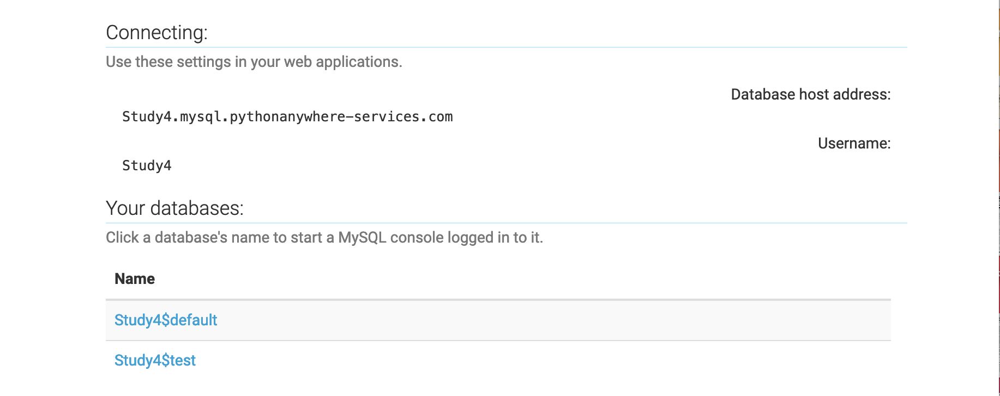 Connecting:
Use these settings in your web applications.
Database host address:
Study4.mysql.pythonanywhere-services.com
Username:
Study4
Your databases:
Click a database's name to start a MySQL console logged in to it.
Name
Study4$default
Study4$test